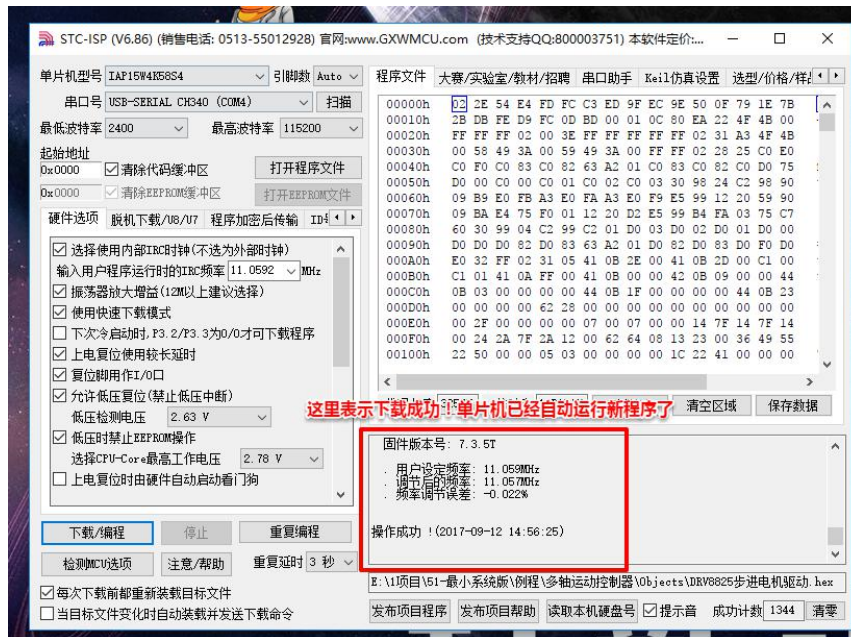 STC-ISP (V6.86) (销售电话: 0513-55012928) 官网:www.GXWMCU.com (技术支持QQ:800003751) 本软件定价:...
单片机型号 IAP15W4K58S4 引脚数 Auto
串口号 USB-SERIAL CH340 (COM4) 扫描
最低波特率 2400 最高波特率 115200
起始地址
0x0000 清除代码缓冲区 打开程序文件
0x0000 清除EEPROM缓冲区 打开EEPROM文件
硬件选项 脱机下载/U8/U7 程序加密后传输
选择使用内部IRC时钟(不选为外部时钟)
输入用户程序运行时的IRC频率 11.0592 MHz
振荡器放大增益(12M以上建议选择)
使用快速下载模式
下次冷启动时,P3.2/P3.3为0/0才可下载程序
上电复位使用较长延时
复位脚用作I/O口
允许低压复位(禁止低压中断)
低压检测电压 2.63 V
低压时禁止EEPROM操作
选择CPU-Core最高工作电压 2.78 V
上电复位时由硬件自动启动看门狗
下载/编程 停止 重复编程
检测MCU选项 注意/帮助 重复延时 3 秒
每次下载前都重新装载目标文件
当目标文件变化时自动装载并发送下载命令
程序文件 大赛/实验室/教材/招聘 串口助手 Keil仿真设置 选型/价格/样品
00000h 02 2E 54 E4 FD FC C3 ED 9F EC 9E 50 0F 79 1E 7B
00010h 2B DB FE D9 FC 0D BD 00 01 0C 80 EA 22 4F 4B 00
00020h FF FF FF 02 00 3E FF FF FF FF FF 02 31 A3 4F 4B
00030h 00 58 49 3A 00 59 49 3A 00 FF FF 02 28 25 C0 E0
00040h C0 F0 C0 83 C0 82 63 A2 01 C0 83 C0 82 C0 D0 75
00050h D0 00 C0 00 C0 01 C0 02 C0 03 30 98 24 C2 98 90
00060h 09 B9 E0 FB A3 E0 FA A3 E0 F9 E5 99 12 20 59 90
00070h 09 BA E4 75 F0 01 12 20 D2 E5 99 B4 FA 03 75 C7
00080h 60 30 99 04 C2 99 C2 01 D0 03 D0 02 D0 01 D0 00
00090h D0 D0 D0 82 D0 83 63 A2 01 D0 82 D0 83 D0 F0 D0
000A0h E0 32 FF 02 31 05 41 0B 2E 00 41 0B 2D 00 C1 00
000B0h C1 01 41 0A FF 00 41 0B 00 00 42 0B 09 00 00 44
000C0h 0B 03 00 00 00 00 44 0B 1F 00 00 00 00 44 0B 23
000D0h 00 00 00 00 62 28 00 00 00 00 00 00 00 00 00 00
000E0h 00 2F 00 00 00 00 07 00 07 00 00 14 7F 14 7F 14
000F0h 00 24 2A 7F 2A 12 00 62 64 08 13 23 00 36 49 55
00100h 22 50 00 00 05 03 00 00 00 00 1C 22 41 00 00 00
清空区域 保存数据
这里表示下载成功!单片机已经自动运行新程序了
固件版本号: 7.3.5T
. 用户设定频率: 11.059MHz
. 调节后的频率: 11.057MHz
. 频率调节误差: -0.022%
操作成功 !(2017-09-12 14:56:25)
E:\1项目\51-最小系统版\例程\多轴运动控制器\Objects\DRV8825步进电机驱动.hex
发布项目程序 发布项目帮助 读取本机硬盘号 提示音 成功计数 1344 清零